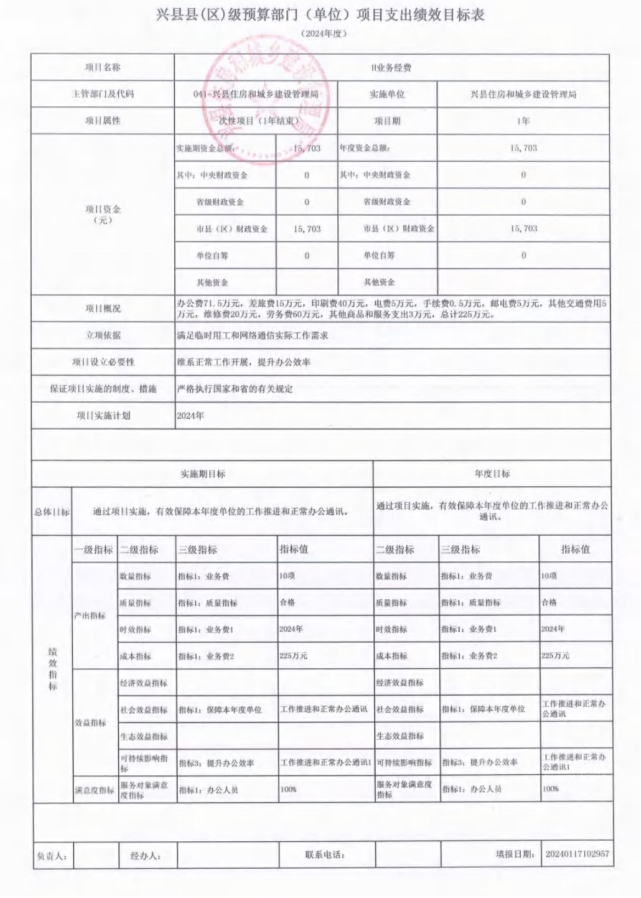 兴县县(区)级预算部门（单位）项目支出绩效目标表
（2024年度）
项目名称 H业务经费
主管部门及代码 041-兴县住房和城乡建设管理局 实施单位 兴县住房和城乡建设管理局
项目属性 次性项目（1年结束） 项目期 1年
项目资金（元） 实施期资金总额： 15,703 年度资金总额： 15,703
其中：中央财政资金 0 其中：中央财政资金 0
省级财政资金 0 省级财政资金 0
市县（区）财政资金 15,703 市县（区）财政资金 15,703
单位自筹 0 单位自筹 0
其他资金 其他资金
项目概况 办公费71.5万元，差旅费15万元，印刷费40万元，电费5万元，手续费0.5万元，邮电费5万元，其他交通费用5
万元，维修费20万元，劳务费60万元，其他商品和服务支出3万元，总计225万元。
立项依据 满足临时用工和网络通信实际工作需求
项目设立必要性 维系正常工作开展，提升办公效率
保证项目实施的制度、措施 严格执行国家和省的有关规定
项目实施计划 2024年
实施期目标 年度目标
总体目标 通过项目实施，有效保障本年度单位的工作推进和正常办公通讯。 通过项目实施，有效保障本年度单位的工作推进和正常办公通讯。
绩效指标 一级指标 二级指标 三级指标 指标值 二级指标 三级指标 指标值
产出指标 数量指标 指标1：业务费 10项 数量指标 指标1：业务费 10项
质量指标 指标1：质量指标 合格 质量指标 指标1：质量指标 合格
时效指标 指标1：业务费1 2024年 时效指标 指标1：业务费1 2024年
成本指标 指标1：业务费2 225万元 成本指标 指标1：业务费2 225万元
效益指标 经济效益指标 经济效益指标
社会效益指标 指标1：保障本年度单位 工作推进和正常办公通讯 社会效益指标 指标1：保障本年度单位 工作推进和正常办公通讯
生态效益指标 生态效益指标
可持续影响指标 指标3：提升办公效率 工作推进和正常办公通讯1 可持续影响指标 指标3：提升办公效率 工作推进和正常办公通讯1
满意度指标 服务对象满意度指标 指标1：办公人员 100% 服务对象满意度指标 指标1：办公人员 100%
负责人： 经办人： 联系电话： 填报日期： 20240117102957